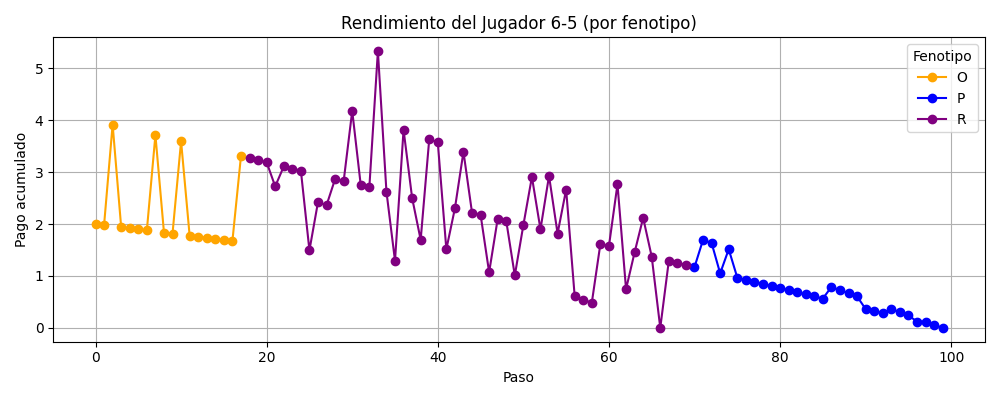 Rendimiento del Jugador 6-5 (por fenotipo)
Pago acumulado
5
4
3
2
1
0
0
20
40
60
80
100
Paso
Fenotipo
O
P
R